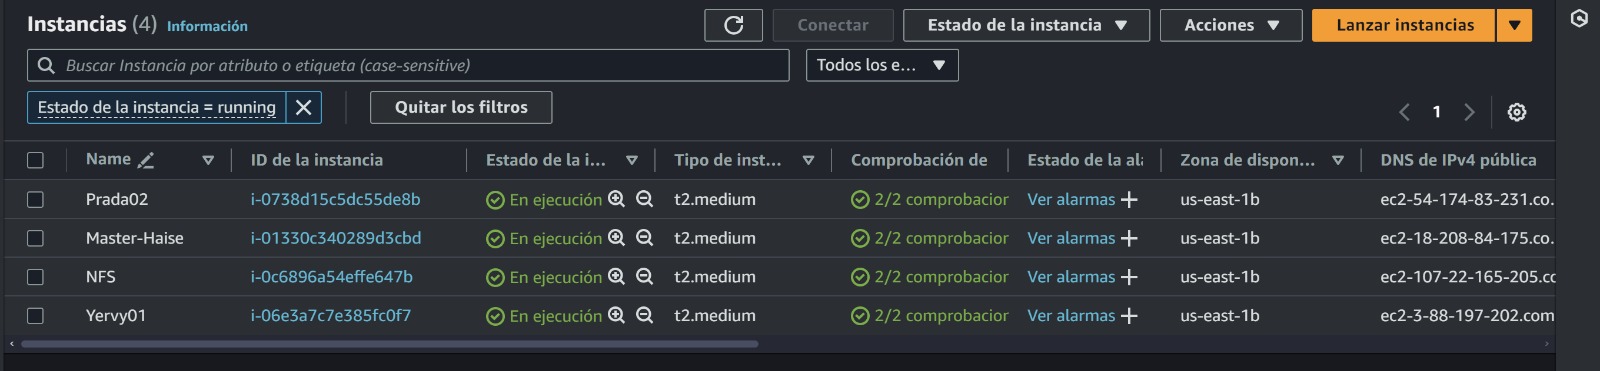 Instancias (4) Información
Conectar Estado de la instancia Acciones Lanzar instancias
Buscar Instancia por atributo o etiqueta (case-sensitive) Todos los e...
Estado de la instancia = running Quitar los filtros
1
Name ID de la instancia Estado de la i... Tipo de inst... Comprobación de Estado de la ala Zona de dispon... DNS de IPv4 pública
Prada02 i-0738d15c5dc55de8b En ejecución t2.medium 2/2 comprobacior Ver alarmas + us-east-1b ec2-54-174-83-231.co...
Master-Haise i-01330c340289d3cbd En ejecución t2.medium 2/2 comprobacior Ver alarmas + us-east-1b ec2-18-208-84-175.co...
NFS i-0c6896a54effe647b En ejecución t2.medium 2/2 comprobacior Ver alarmas + us-east-1b ec2-107-22-165-205.cc
Yervy01 i-06e3a7c7e385fc0f7 En ejecución t2.medium 2/2 comprobacior Ver alarmas + us-east-1b ec2-3-88-197-202.com